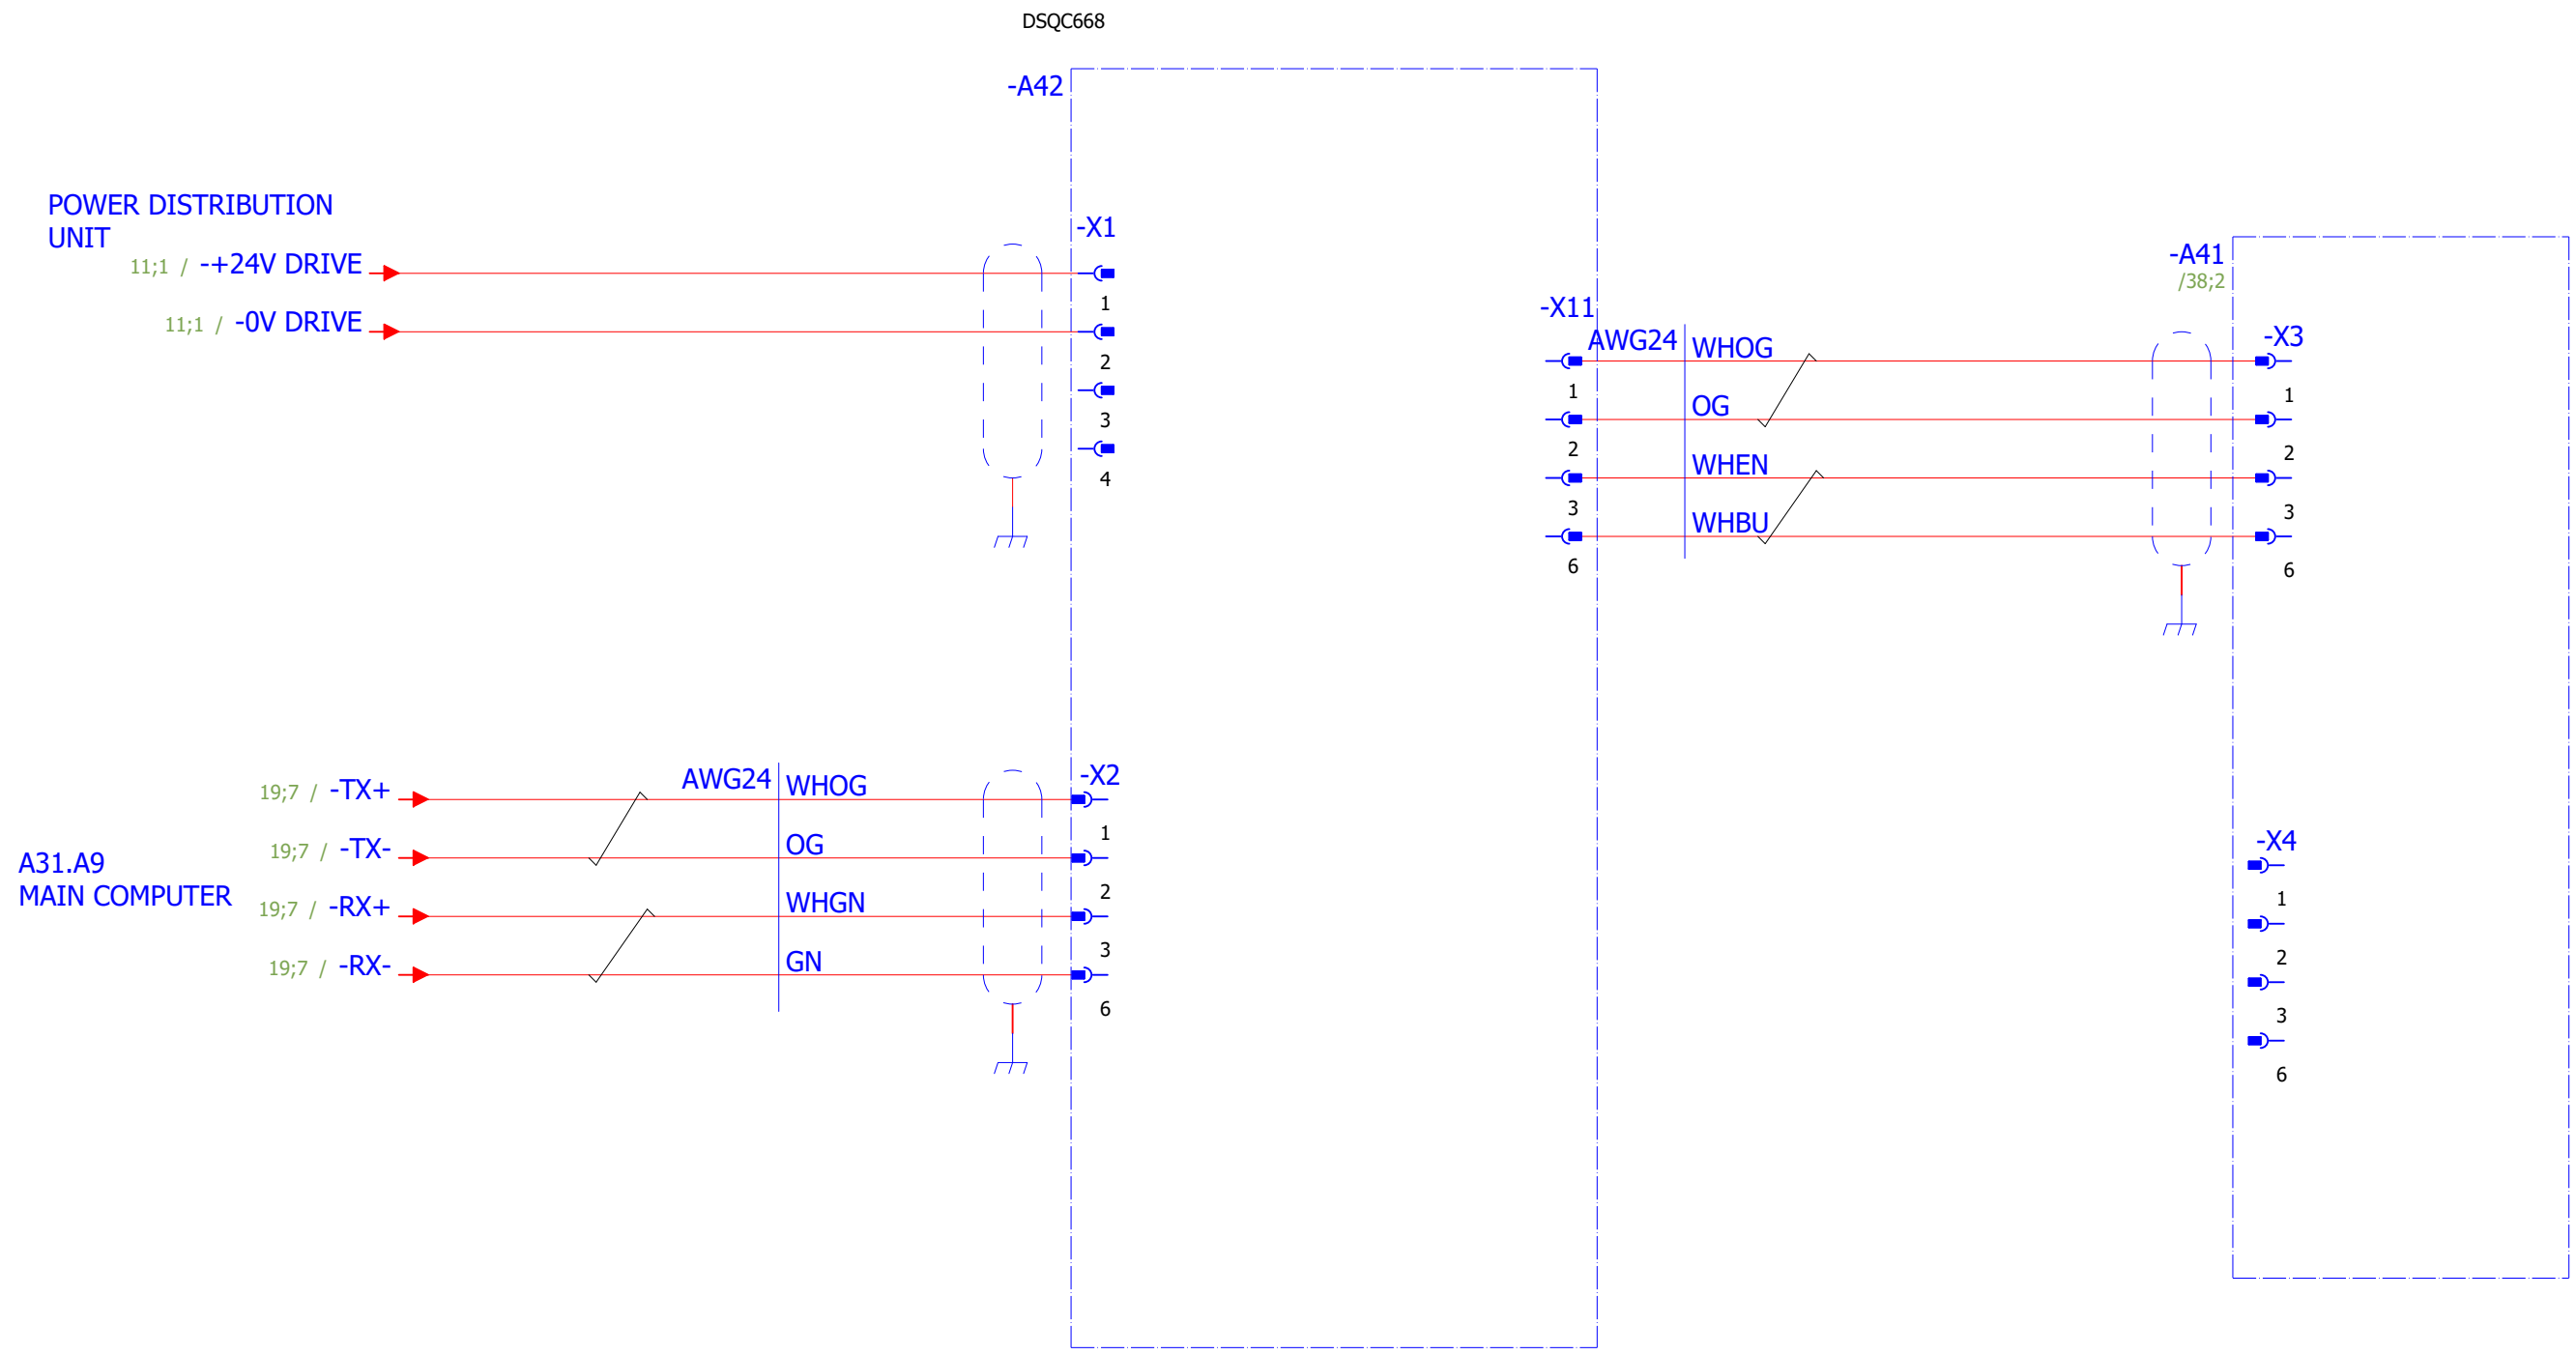 DSQC668
-A42
POWER DISTRIBUTION
UNIT
11;1 / -+24V DRIVE
11;1 / -0V DRIVE
-X1
1
2
3
4
-X11
1
2
3
6
AWG24
WHOG
OG
WHEN
WHBU
-A41
/38;2
-X3
1
2
3
6
A31.A9
MAIN COMPUTER
19;7 / -TX+
19;7 / -TX-
19;7 / -RX+
19;7 / -RX-
AWG24
WHOG
OG
WHGN
GN
-X2
1
2
3
6
-X4
1
2
3
6